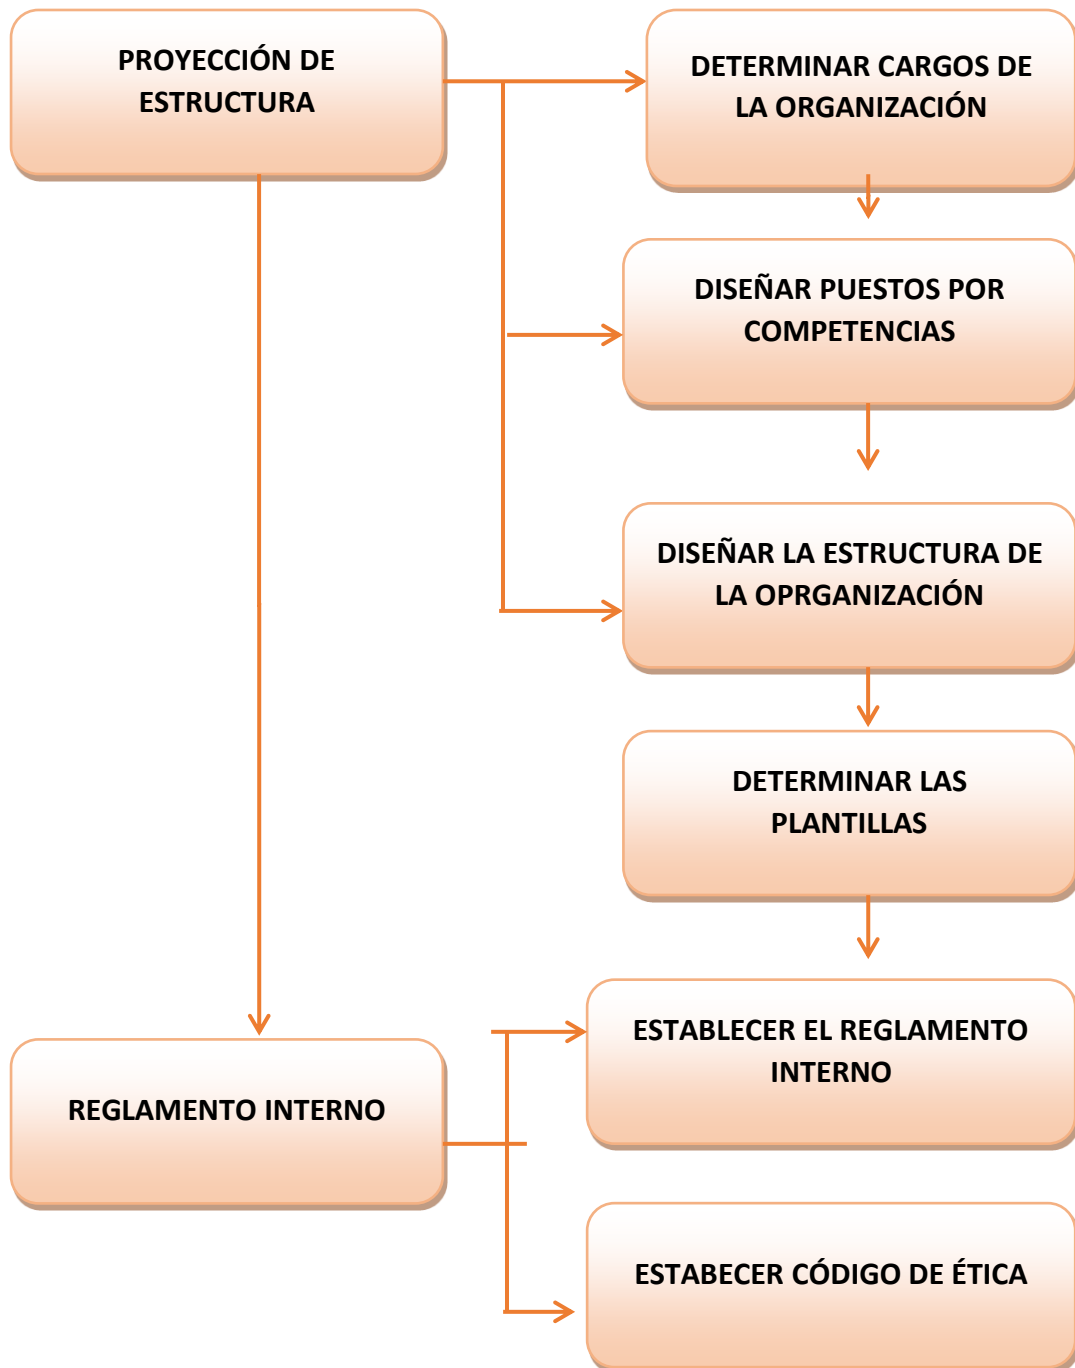 PROYECCIÓN DE
ESTRUCTURA
DETERMINAR CARGOS DE
LA ORGANIZACIÓN
DISEÑAR PUESTOS POR
COMPETENCIAS
DISEÑAR LA ESTRUCTURA DE
LA OPRGANIZACIÓN
DETERMINAR LAS
PLANTILLAS
ESTABLECER EL REGLAMENTO
INTERNO
REGLAMENTO INTERNO
ESTABECER CÓDIGO DE ÉTICA